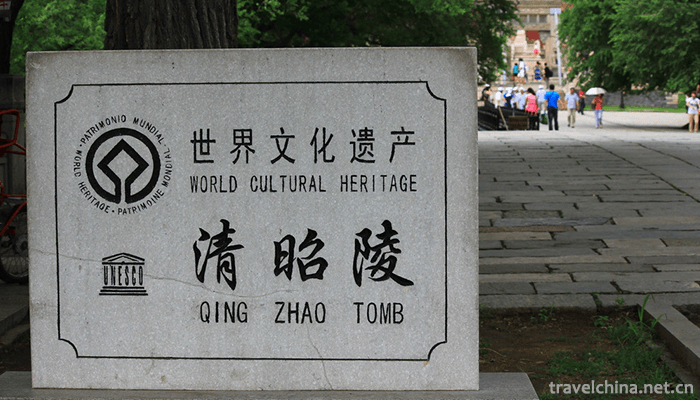 PATRIMONIO MUNDIAL • WORLD HERITAGE • PATRIMOINE MONDIAL •
世界文化遗产
WORLD CULTURAL HERITAGE
清昭陵
UNESCO
QING ZHAO TOMB
travelchina.net.cn